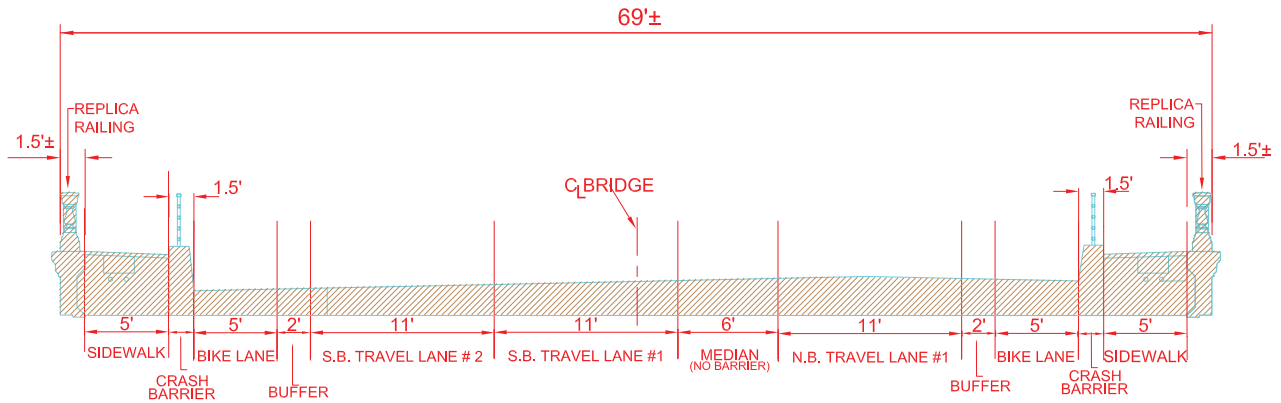 69'±
REPLICA
RAILING
REPLICA
RAILING
1.5'±
1.5'±
1.5'
CL BRIDGE
1.5'
5'
5'
2'
11'
11'
6'
11'
2'
5'
5'
SIDEWALK
BIKE LANE
S.B. TRAVEL LANE # 2
S.B. TRAVEL LANE #1
MEDIAN
(NO BARRIER)
N.B. TRAVEL LANE #1
BIKE LANE
SIDEWALK
CRASH
BARRIER
BUFFER
BUFFER
CRASH
BARRIER